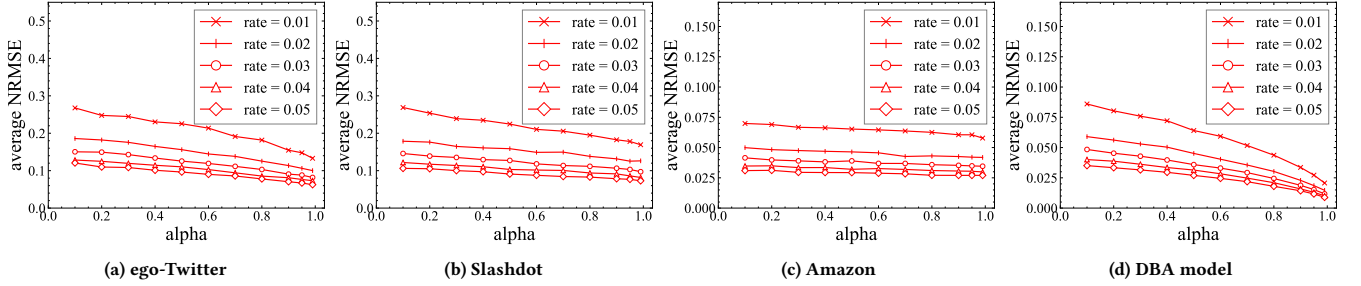 0.5
0.4
0.3
0.2
0.1
0.0
average NRMSE
0.0
0.2
0.4
0.6
0.8
1.0
alpha
rate = 0.01
rate = 0.02
rate = 0.03
rate = 0.04
rate = 0.05
(a) ego-Twitter
0.5
0.4
0.3
0.2
0.1
0.0
average NRMSE
0.0
0.2
0.4
0.6
0.8
1.0
alpha
rate = 0.01
rate = 0.02
rate = 0.03
rate = 0.04
rate = 0.05
(b) Slashdot
0.150
0.125
0.100
0.075
0.050
0.025
0.000
average NRMSE
0.0
0.2
0.4
0.6
0.8
1.0
alpha
rate = 0.01
rate = 0.02
rate = 0.03
rate = 0.04
rate = 0.05
(c) Amazon
0.150
0.125
0.100
0.075
0.050
0.025
0.000
average NRMSE
0.0
0.2
0.4
0.6
0.8
1.0
alpha
rate = 0.01
rate = 0.02
rate = 0.03
rate = 0.04
rate = 0.05
(d) DBA model